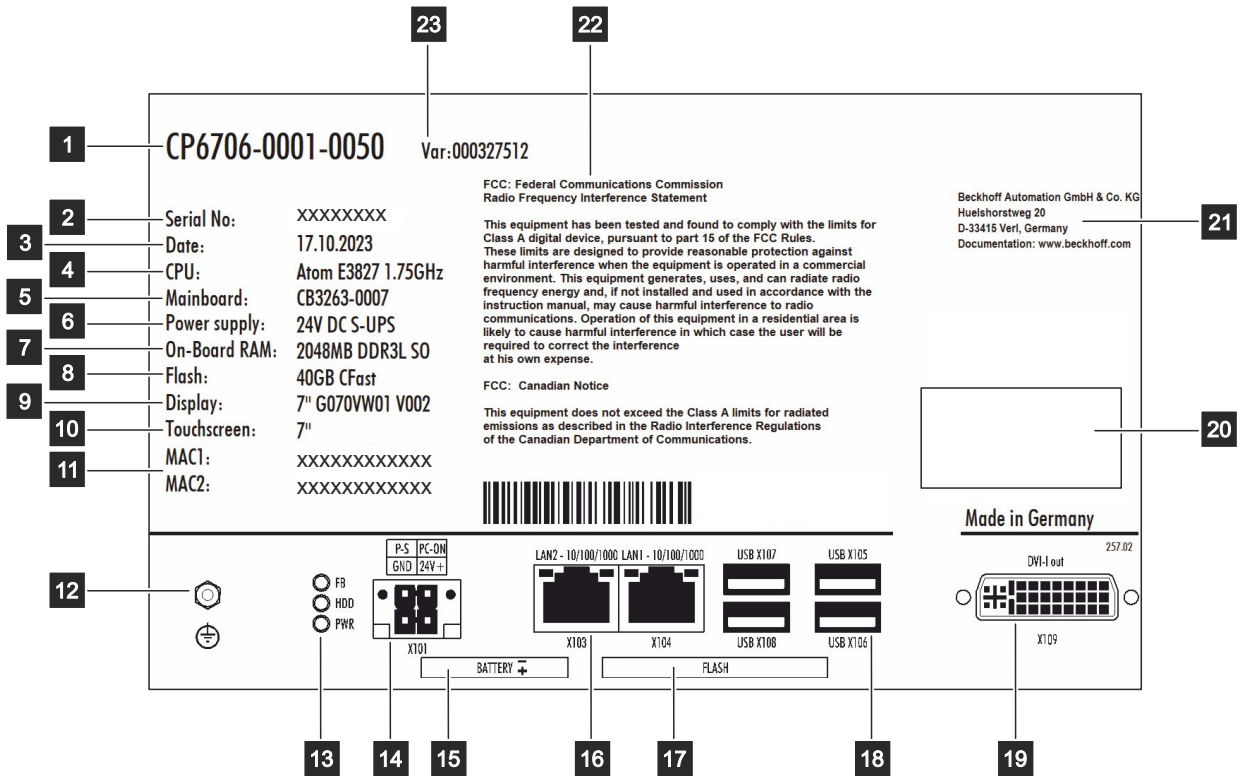 23
22
1
CP6706-0001-0050
Var:000327512
FCC: Federal Communications Commission
Radio Frequency Interference Statement
This equipment has been tested and found to comply with the limits for
Class A digital device, pursuant to part 15 of the FCC Rules.
These limits are designed to provide reasonable protection against
harmful interference when the equipment is operated in a commercial
environment. This equipment generates, uses, and can radiate radio
frequency energy and, if not installed and used in accordance with the
instruction manual, may cause harmful interference to radio
communications. Operation of this equipment in a residential area is
likely to cause harmful interference in which case the user will be
required to correct the interference
at his own expense.
FCC: Canadian Notice
This equipment does not exceed the Class A limits for radiated
emissions as described in the Radio Interference Regulations
of the Canadian Department of Communications.
Beckhoff Automation GmbH & Co. KG
Huelshorstweg 20
D-33415 Verl, Germany
Documentation: www.beckhoff.com
21
2
Serial No: XXXXXXXX
3
Date: 17.10.2023
4
CPU: Atom E3827 1.75GHz
5
Mainboard: CB3263-0007
6
Power supply: 24V DC S-UPS
7
On-Board RAM: 2048MB DDR3L SO
8
Flash: 40GB CFast
9
Display: 7" G070VW01 V002
10
Touchscreen: 7"
11
MAC1: XXXXXXXXXXXX
MAC2: XXXXXXXXXXXX
20
Made in Germany
257.02
12
FB
HDD
PWR
P-S PC-ON
GND 24V+
X101
LAN2 - 10/100/1000 LAN1 - 10/100/1000
X103
X104
USB X107
USB X105
USB X108
USB X106
DVI-I out
X109
BATTERY
FLASH
13
14
15
16
17
18
19